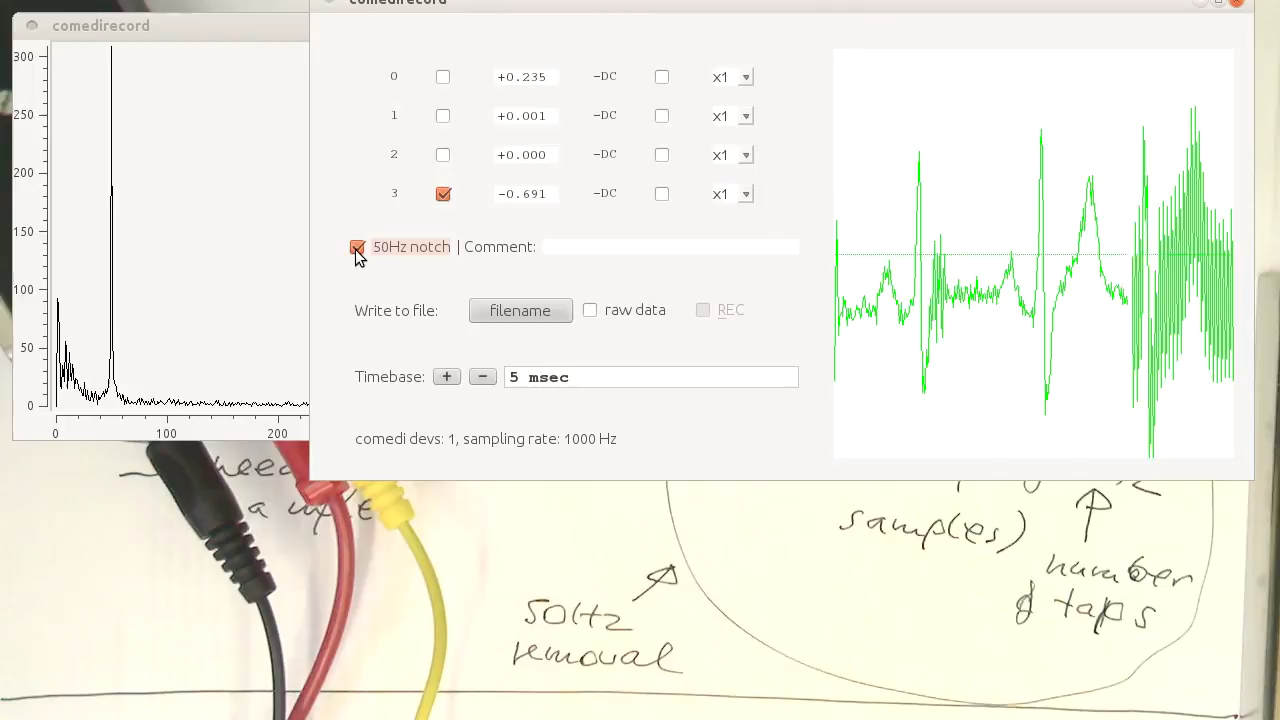 comedirecord
comedirecord
300
250
200
150
100
50
0
0 100 200
0 +0.235 -DC x1
1 +0.001 -DC x1
2 +0.000 -DC x1
3 -0.691 -DC x1
50Hz notch | Comment:
Write to file: filename raw data REC
Timebase: + - 5 msec
comedi devs: 1, sampling rate: 1000 Hz
need
a
samples)
number
of taps
50Hz
removal